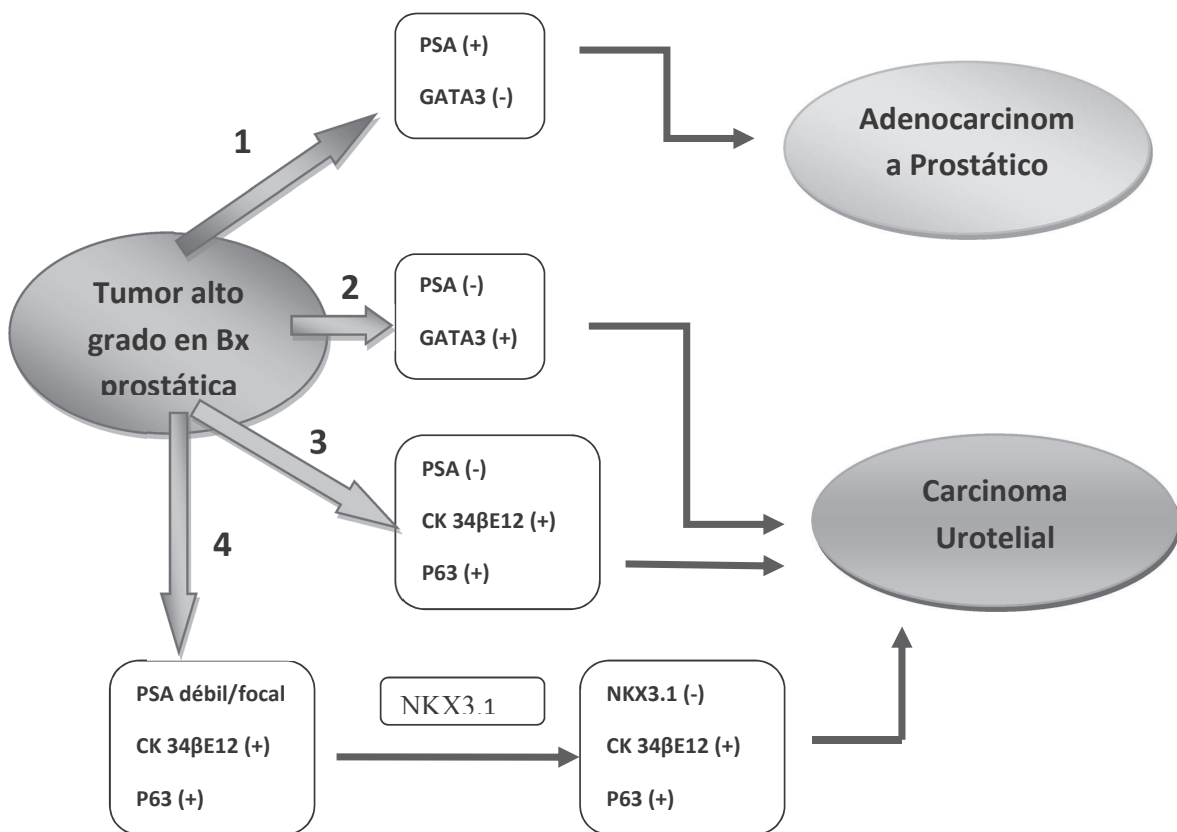 PSA (+)
GATA3 (-)
Adenocarcinom
a Prostático
1
Tumor alto
grado en Bx
prostática
2
PSA (-)
GATA3 (+)
3
PSA (-)
CK 34βE12 (+)
P63 (+)
Carcinoma
Urotelial
4
PSA débil/focal
CK 34βE12 (+)
P63 (+)
NKX3.1
NKX3.1 (-)
CK 34βE12 (+)
P63 (+)